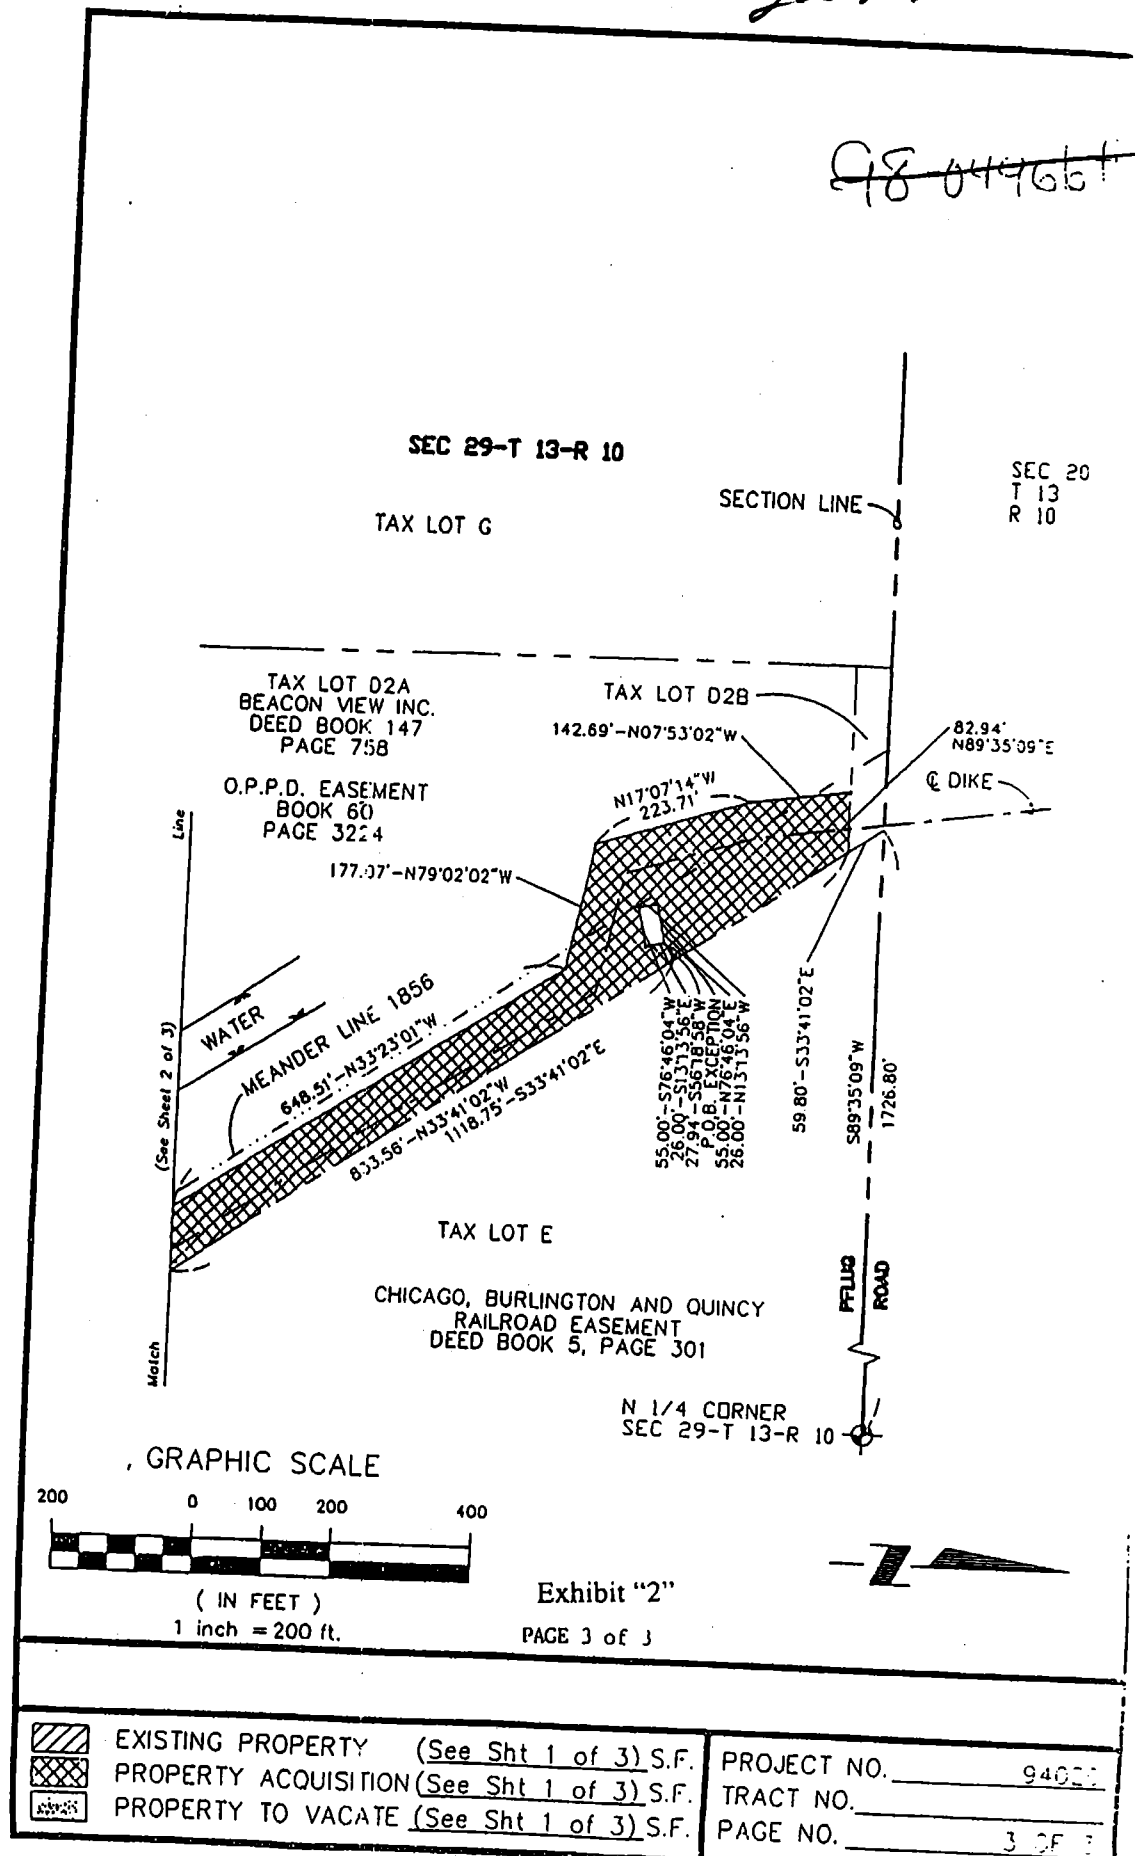 SEC 29-T 13-R 10
SEC 20
T 13
R 10
SECTION LINE
TAX LOT G
TAX LOT D2A
BEACON VIEW INC.
DEED BOOK 147
PAGE 758
TAX LOT D2B
142.69'-N07°53'02"W
82.94'
N89°35'09"E
O.P.P.D. EASEMENT
BOOK 60
PAGE 3224
N17°07'14"W
223.71'
℄ DIKE
Line
177.07'-N79°02'02"W
WATER
MEANDER LINE 1856
(See Sheet 2 of 3)
648.51'-N33°23'01"W
833.56'-N33°41'02"W
1118.75'-S33°41'02"E
55.00'-S76°46'04"W
26.00'-S13°13'56"E
27.94'-S56°18'58"W
P.O.B. EXCEPTION
55.00'-N76°46'04"E
26.00'-N13°13'56"W
59.80'-S33°41'02"E
S89°35'09"W
1726.80'
TAX LOT E
CHICAGO, BURLINGTON AND QUINCY
RAILROAD EASEMENT
DEED BOOK 5, PAGE 301
PFLUG
ROAD
Match
N 1/4 CORNER
SEC 29-T 13-R 10
GRAPHIC SCALE
200 0 100 200 400
( IN FEET )
1 inch = 200 ft.
Z
Exhibit "2"
PAGE 3 of 3
EXISTING PROPERTY (See Sht 1 of 3) S.F.
PROPERTY ACQUISITION (See Sht 1 of 3) S.F.
PROPERTY TO VACATE (See Sht 1 of 3) S.F.
PROJECT NO.
TRACT NO.
PAGE NO. 3 OF